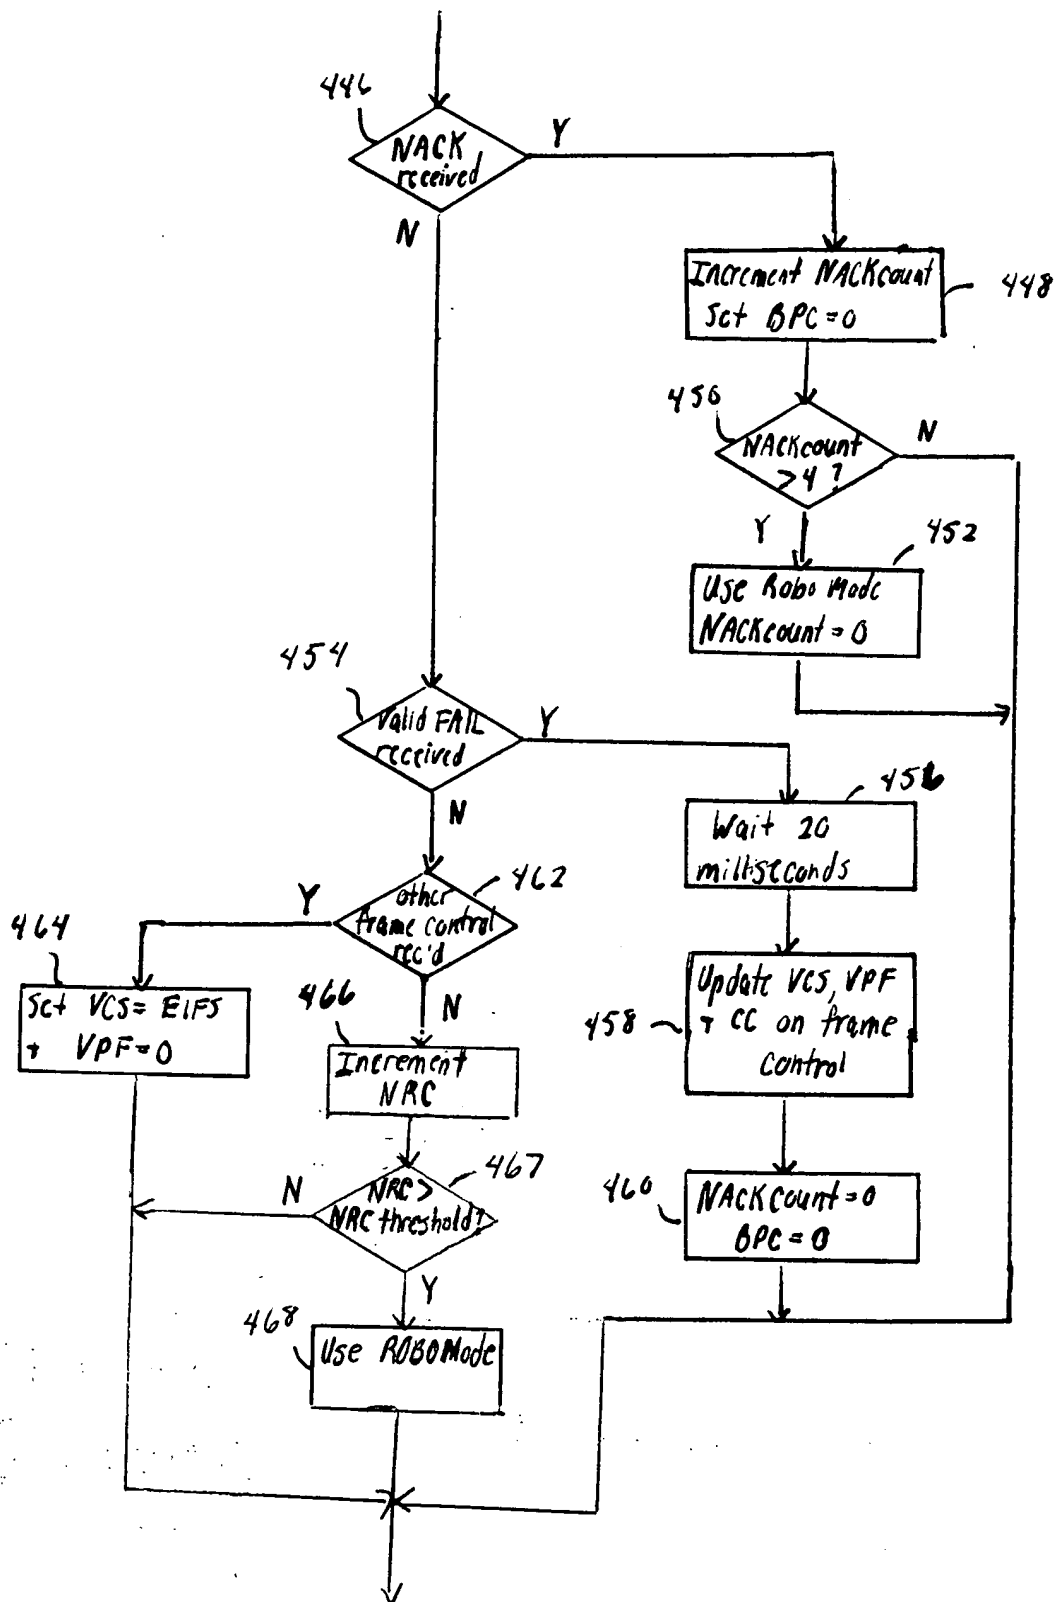 446
Y
NACK
received
N
Increment NACKcount
Set BPC=0
448
450
N
NACKcount
>4?
Y
452
Use Robo Mode
NACKcount=0
454
Valid FAIL
received
Y
N
456
Wait 20
milliseconds
462
Y
other
frame control
rec'd
464
N
Set VCS=EIFS
+ VPF=0
466
Update VCS, VPF
+ CC on frame
control
458
Increment
NRC
467
N
NRC>
NRC threshold?
460
NACKCount=0
BPC=0
Y
468
Use ROBOMode